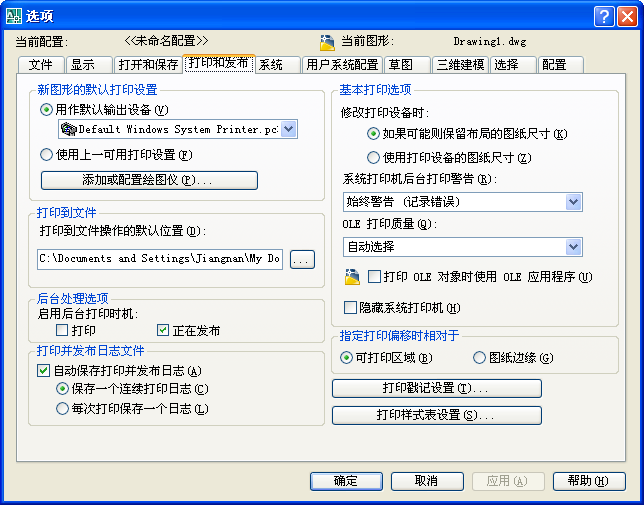 选项
当前配置: <<未命名配置>> 当前图形: Drawing1.dwg
文件 显示 打开和保存 打印和发布 系统 用户系统配置 草图 三维建模 选择 配置
新图形的默认打印设置
用作默认输出设备(V)
Default Windows System Printer.pc
使用上一可用打印设置(F)
添加或配置绘图仪(P)...
打印到文件
打印到文件操作的默认位置(D):
C:\Documents and Settings\Jiangnan\My Do
...
后台处理选项
启用后台打印时机:
打印 正在发布
打印并发布日志文件
自动保存打印并发布日志(A)
保存一个连续打印日志(C)
每次打印保存一个日志(L)
基本打印选项
修改打印设备时:
如果可能则保留布局的图纸尺寸(K)
使用打印设备的图纸尺寸(Z)
系统打印机后台打印警告(R):
始终警告 (记录错误)
OLE 打印质量(Q):
自动选择
打印 OLE 对象时使用 OLE 应用程序(U)
隐藏系统打印机(H)
指定打印偏移时相对于
可打印区域(B) 图纸边缘(G)
打印戳记设置(T)...
打印样式表设置(S)...
确定 取消 应用(A) 帮助(H)